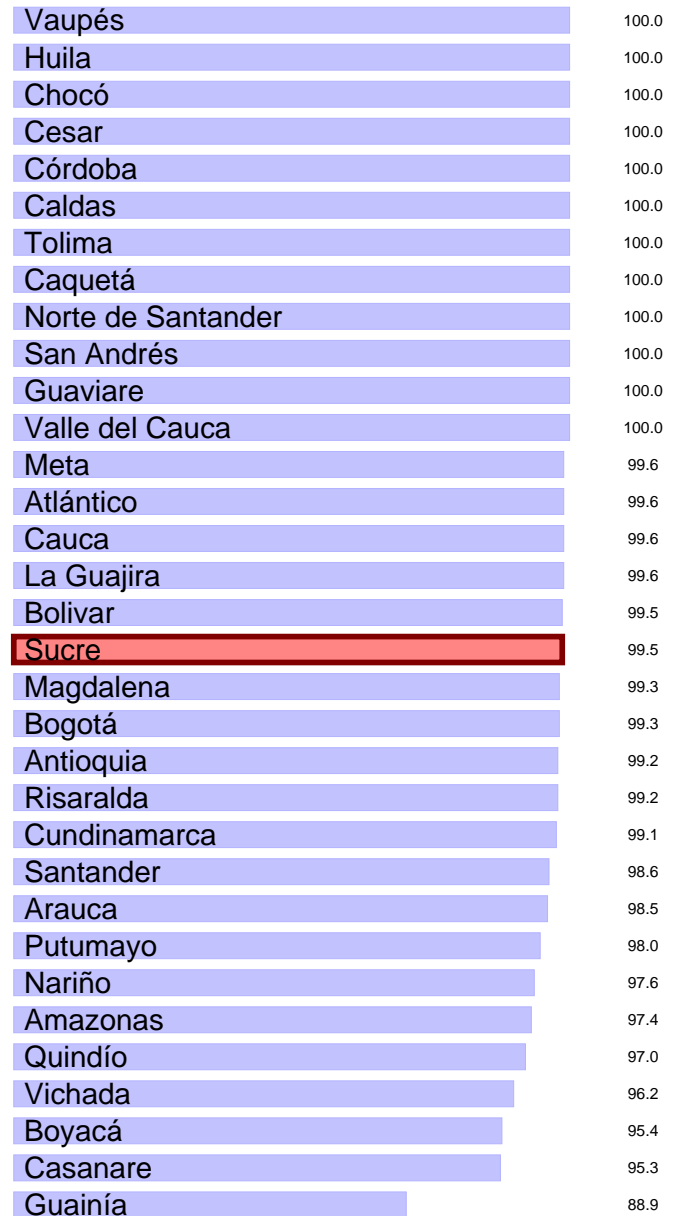 Vaupés 100.0
Huila 100.0
Chocó 100.0
Cesar 100.0
Córdoba 100.0
Caldas 100.0
Tolima 100.0
Caquetá 100.0
Norte de Santander 100.0
San Andrés 100.0
Guaviare 100.0
Valle del Cauca 100.0
Meta 99.6
Atlántico 99.6
Cauca 99.6
La Guajira 99.6
Bolivar 99.5
Sucre 99.5
Magdalena 99.3
Bogotá 99.3
Antioquia 99.2
Risaralda 99.2
Cundinamarca 99.1
Santander 98.6
Arauca 98.5
Putumayo 98.0
Nariño 97.6
Amazonas 97.4
Quindío 97.0
Vichada 96.2
Boyacá 95.4
Casanare 95.3
Guainía 88.9